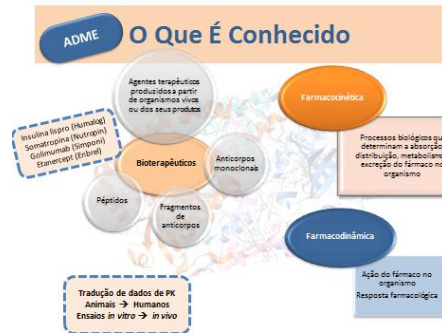 ADME
O Que É Conhecido
Agentes terapêuticos
produzidos a partir
de organismos vivos
ou dos seus produtos
Insulina lispro (Humalog)
Somatropina (Nutropin)
Golimumab (Simponi)
Etanercept (Enbrel)
Bioterapêuticos
Anticorpos
monoclonais
Péptidos
Fragmentos
de
anticorpos
Tradução de dados de PK
Animais → Humanos
Ensaios in vitro → in vivo
Farmacocinética
Processos biológicos qu
determinam a absorção
distribuição, metabolismo
excreção do fármaco no
organismo
Farmacodinâmica
Ação do fármaco no
organismo
Resposta farmacológica